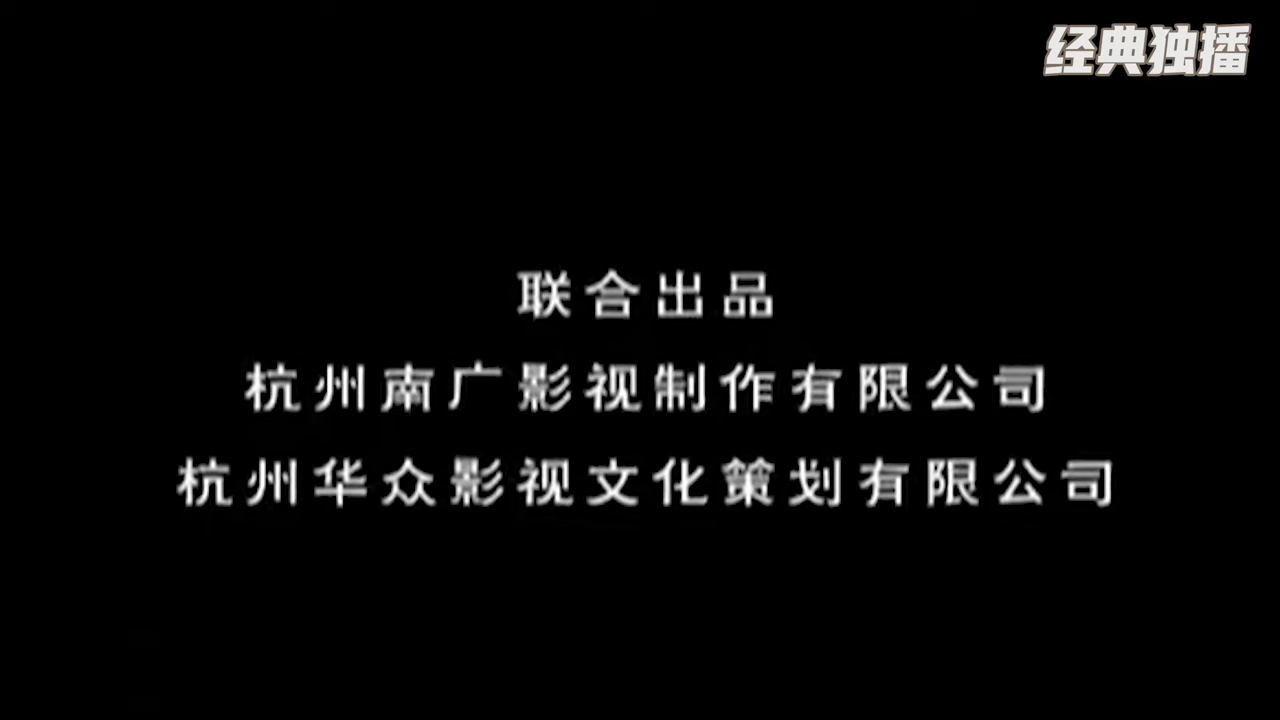 经典独播
联合出品
杭州南广影视制作有限公司
杭州华众影视文化策划有限公司